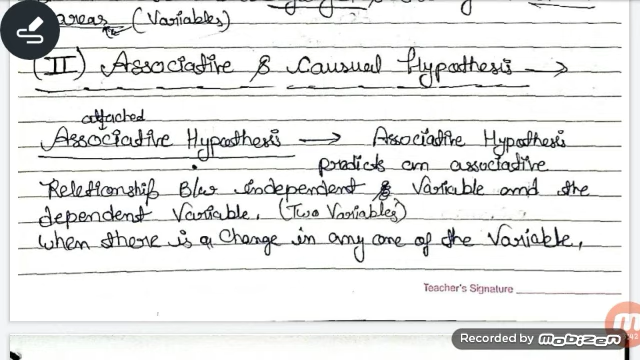 areas (Variables)
(II) Associative & Causual Hypothesis →
attached
Associative Hypothesis → Associative Hypothesis
predicts an associative
Reletionship B/w independent & Variable and the
dependent Variable. (Two Variables)
When there is a change in any one of the Variable,
Teacher's Signature
Recorded by MOBIZEN